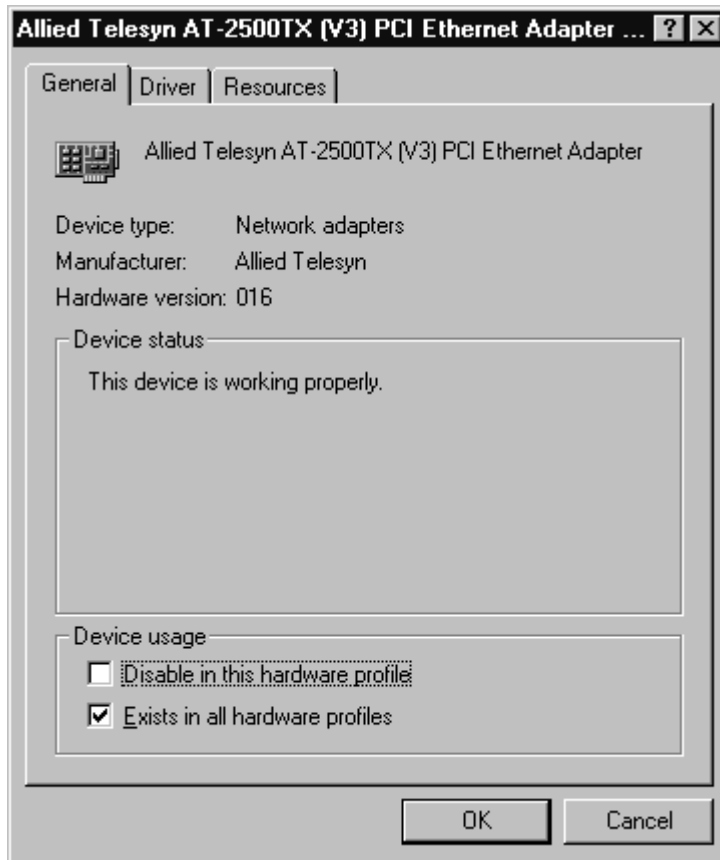 Allied Telesyn AT-2500TX (V3) PCI Ethernet Adapter ... ? X
General Driver Resources
Allied Telesyn AT-2500TX (V3) PCI Ethernet Adapter
Device type: Network adapters
Manufacturer: Allied Telesyn
Hardware version: 016
Device status
This device is working properly.
Device usage
Disable in this hardware profile
Exists in all hardware profiles
OK Cancel